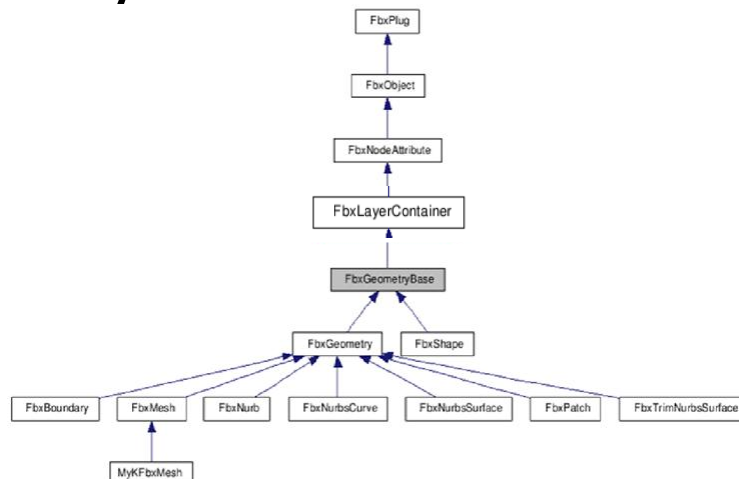 FbxPlug
FbxObject
FbxNodeAttribute
FbxLayerContainer
FbxGeometryBase
FbxGeometry FbxShape
FbxBoundary FbxMesh FbxNurb FbxNurbsCurve FbxNurbsSurface FbxPatch FbxTrimNurbsSurface
MyKFbxMesh